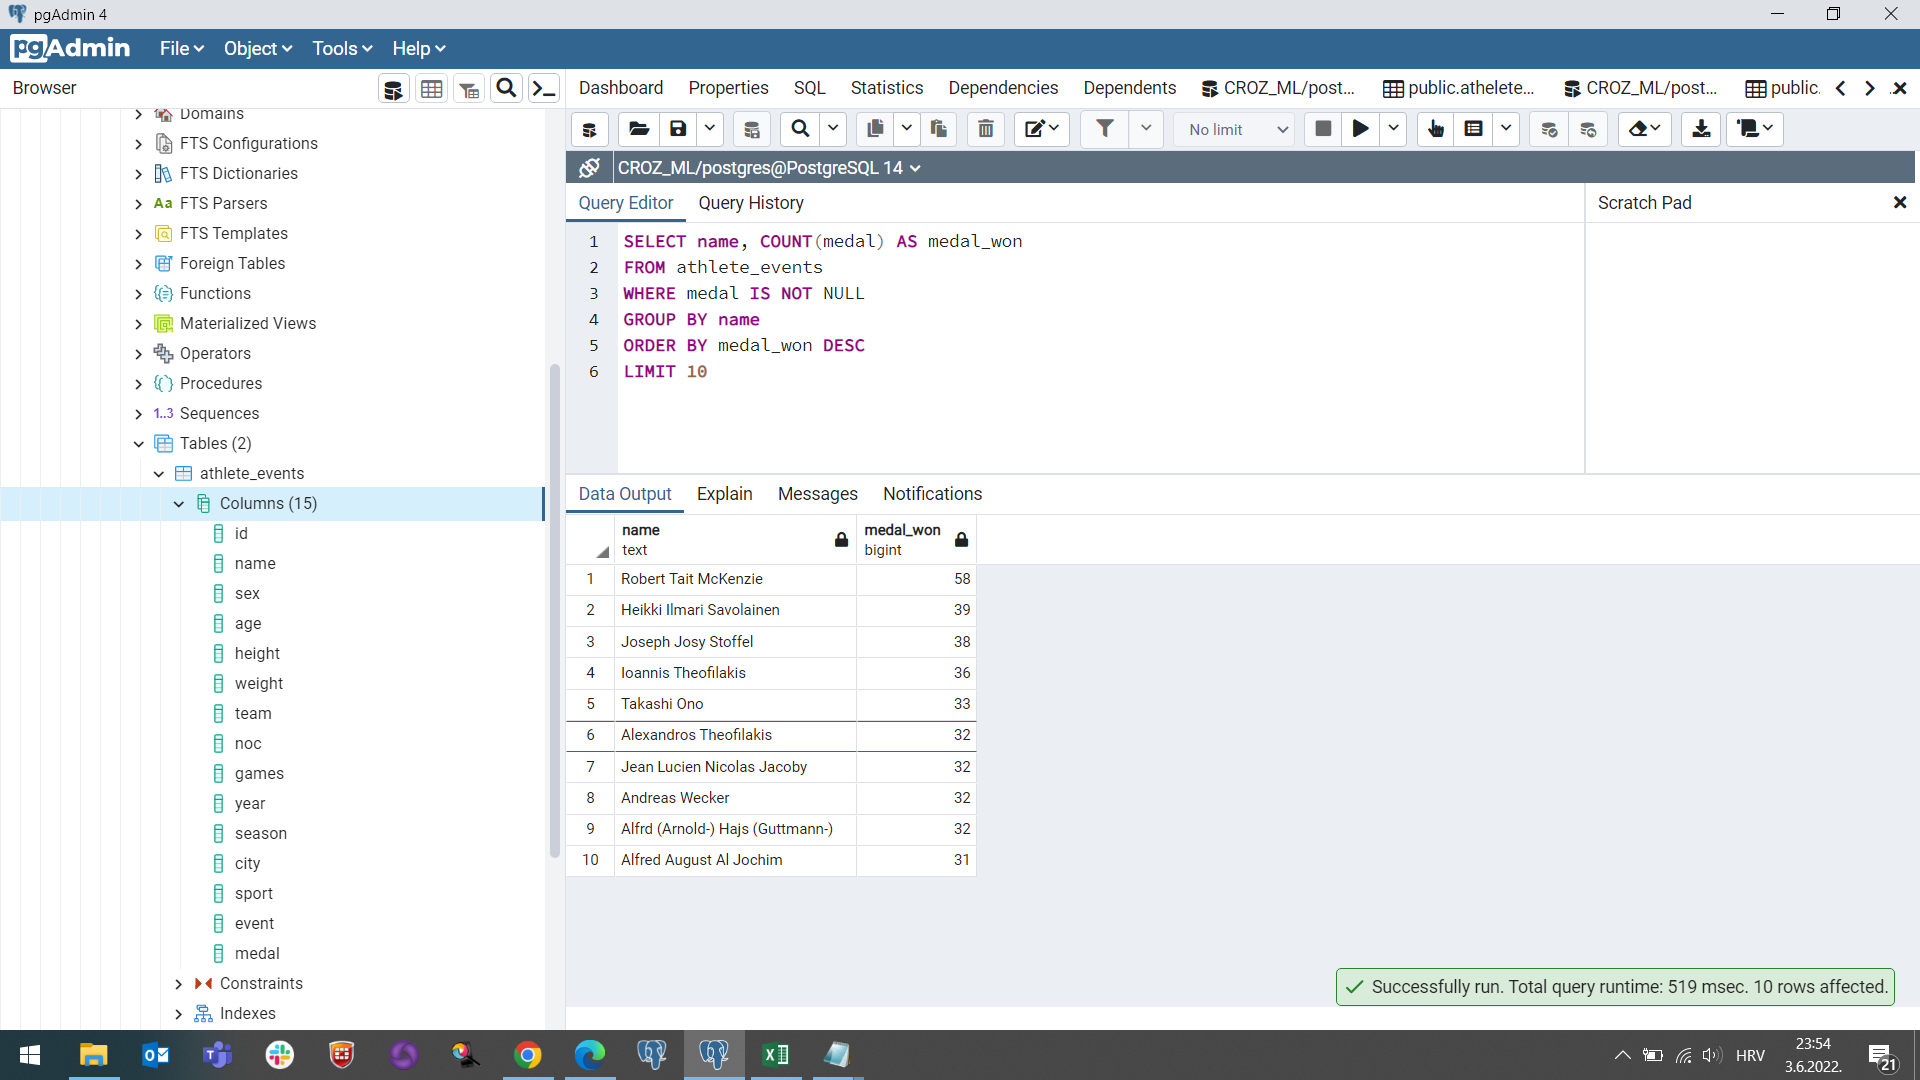 pgAdmin 4
pgAdmin File Object Tools Help
Browser
Dashboard Properties SQL Statistics Dependencies Dependents CROZ_ML/post... public.athelete... CROZ_ML/post... public.
No limit
CROZ_ML/postgres@PostgreSQL 14
Query Editor Query History
Scratch Pad
1 SELECT name, COUNT(medal) AS medal_won
2 FROM athlete_events
3 WHERE medal IS NOT NULL
4 GROUP BY name
5 ORDER BY medal_won DESC
6 LIMIT 10
Domains
FTS Configurations
FTS Dictionaries
Aa FTS Parsers
FTS Templates
Foreign Tables
Functions
Materialized Views
Operators
Procedures
1..3 Sequences
Tables (2)
athlete_events
Columns (15)
id
name
sex
age
height
weight
team
noc
games
year
season
city
sport
event
medal
Constraints
Indexes
Data Output Explain Messages Notifications
name text medal_won bigint
1 Robert Tait McKenzie 58
2 Heikki Ilmari Savolainen 39
3 Joseph Josy Stoffel 38
4 Ioannis Theofilakis 36
5 Takashi Ono 33
6 Alexandros Theofilakis 32
7 Jean Lucien Nicolas Jacoby 32
8 Andreas Wecker 32
9 Alfrd (Arnold-) Hajs (Guttmann-) 32
10 Alfred August Al Jochim 31
Successfully run. Total query runtime: 519 msec. 10 rows affected.
HRV
23:54
3.6.2022.
21